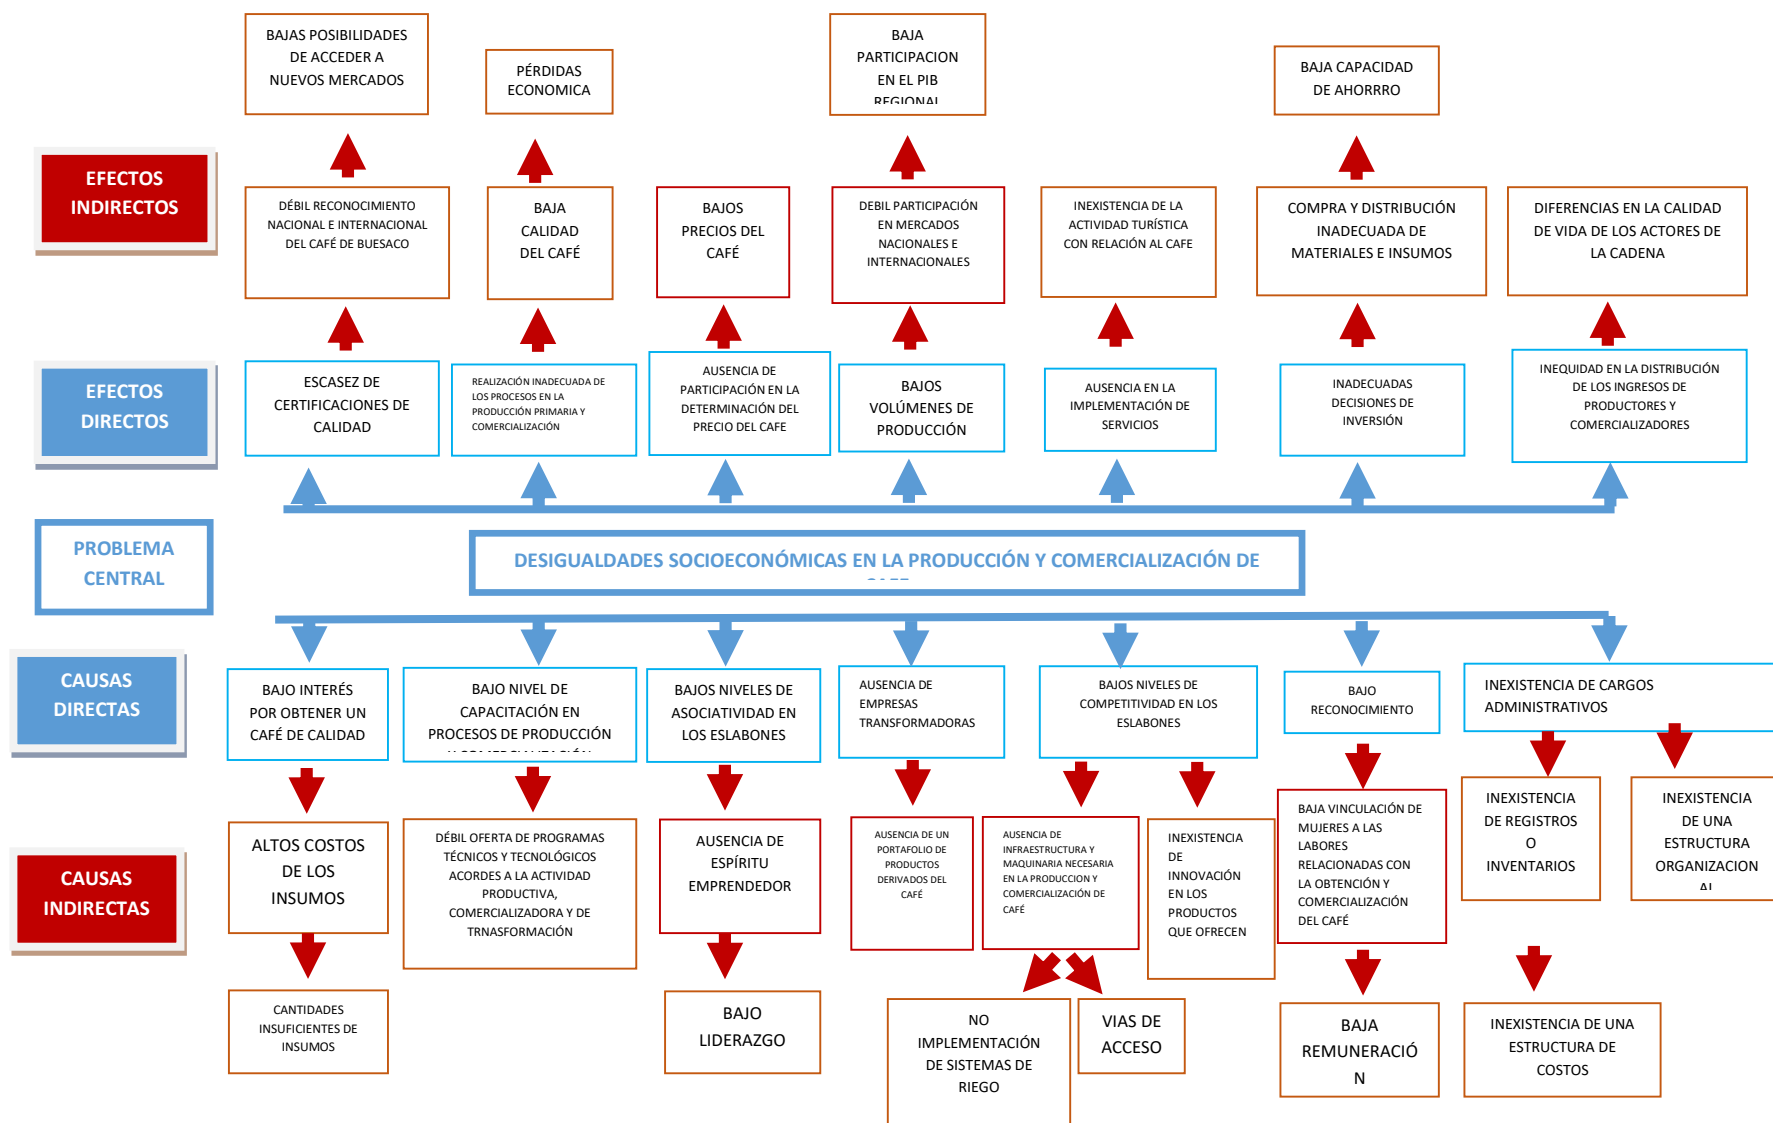 BAJAS POSIBILIDADES
DE ACCEDER A
NUEVOS MERCADOS
PÉRDIDAS
ECONOMICA
BAJA
PARTICIPACION
EN EL PIB
REGIONAL
BAJA CAPACIDAD
DE AHORRRO
EFECTOS
INDIRECTOS
DÉBIL RECONOCIMIENTO
NACIONAL E INTERNACIONAL
DEL CAFÉ DE BUESACO
BAJA
CALIDAD
DEL CAFÉ
BAJOS
PRECIOS DEL
CAFÉ
DEBIL PARTICIPACIÓN
EN MERCADOS
NACIONALES E
INTERNACIONALES
INEXISTENCIA DE LA
ACTIVIDAD TURÍSTICA
CON RELACIÓN AL CAFE
COMPRA Y DISTRIBUCIÓN
INADECUADA DE
MATERIALES E INSUMOS
DIFERENCIAS EN LA CALIDAD
DE VIDA DE LOS ACTORES DE
LA CADENA
EFECTOS
DIRECTOS
ESCASEZ DE
CERTIFICACIONES DE
CALIDAD
REALIZACIÓN INADECUADA DE
LOS PROCESOS EN LA
PRODUCCIÓN PRIMARIA Y
COMERCIALIZACIÓN
AUSENCIA DE
PARTICIPACIÓN EN LA
DETERMINACIÓN DEL
PRECIO DEL CAFE
BAJOS
VOLÚMENES DE
PRODUCCIÓN
AUSENCIA EN LA
IMPLEMENTACIÓN DE
SERVICIOS
INADECUADAS
DECISIONES DE
INVERSIÓN
INEQUIDAD EN LA DISTRIBUCIÓN
DE LOS INGRESOS DE
PRODUCTORES Y
COMERCIALIZADORES
PROBLEMA
CENTRAL
DESIGUALDADES SOCIOECONÓMICAS EN LA PRODUCCIÓN Y COMERCIALIZACIÓN DE
CAUSAS
DIRECTAS
BAJO INTERÉS
POR OBTENER UN
CAFÉ DE CALIDAD
BAJO NIVEL DE
CAPACITACIÓN EN
PROCESOS DE PRODUCCIÓN
Y COMERCIALIZACIÓN
BAJOS NIVELES DE
ASOCIATIVIDAD EN
LOS ESLABONES
AUSENCIA DE
EMPRESAS
TRANSFORMADORAS
BAJOS NIVELES DE
COMPETITIVIDAD EN LOS
ESLABONES
BAJO
RECONOCIMIENTO
INEXISTENCIA DE CARGOS
ADMINISTRATIVOS
CAUSAS
INDIRECTAS
ALTOS COSTOS
DE LOS
INSUMOS
DÉBIL OFERTA DE PROGRAMAS
TÉCNICOS Y TECNOLÓGICOS
ACORDES A LA ACTIVIDAD
PRODUCTIVA,
COMERCIALIZADORA Y DE
TRNASFORMACIÓN
AUSENCIA DE
ESPÍRITU
EMPRENDEDOR
AUSENCIA DE UN
PORTAFOLIO DE
PRODUCTOS
DERIVADOS DEL
CAFÉ
AUSENCIA DE
INFRAESTRUCTURA Y
MAQUINARIA NECESARIA
EN LA PRODUCCION Y
COMERCIALIZACIÓN DE
CAFÉ
INEXISTENCIA
DE
INNOVACIÓN
EN LOS
PRODUCTOS
QUE OFRECEN
BAJA VINCULACIÓN DE
MUJERES A LAS
LABORES
RELACIONADAS CON
LA OBTENCIÓN Y
COMERCIALIZACIÓN
DEL CAFÉ
INEXISTENCIA
DE REGISTROS
O
INVENTARIOS
INEXISTENCIA
DE UNA
ESTRUCTURA
ORGANIZACION
AL
CANTIDADES
INSUFICIENTES DE
INSUMOS
BAJO
LIDERAZGO
NO
IMPLEMENTACIÓN
DE SISTEMAS DE
RIEGO
VIAS DE
ACCESO
BAJA
REMUNERACIÓ
N
INEXISTENCIA DE UNA
ESTRUCTURA DE
COSTOS